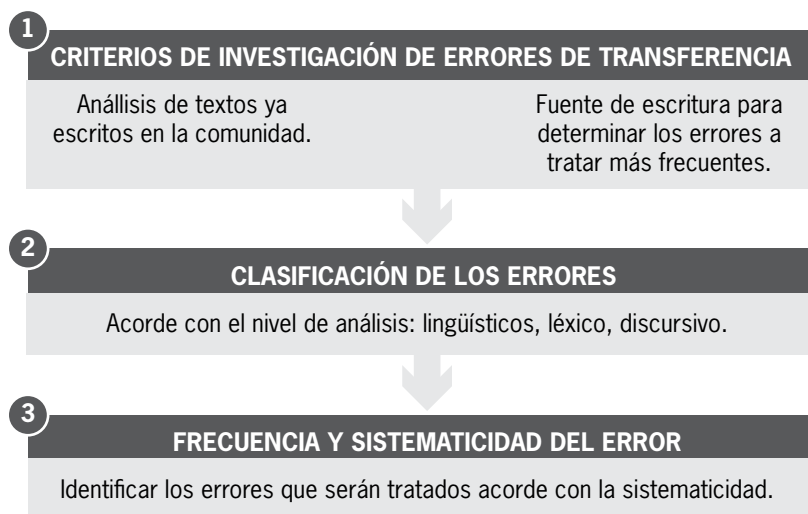 1
CRITERIOS DE INVESTIGACIÓN DE ERRORES DE TRANSFERENCIA
Anállisis de textos ya
escritos en la comunidad.
Fuente de escritura para
determinar los errores a
tratar más frecuentes.
2
CLASIFICACIÓN DE LOS ERRORES
Acorde con el nivel de análisis: lingüísticos, léxico, discursivo.
3
FRECUENCIA Y SISTEMATICIDAD DEL ERROR
Identificar los errores que serán tratados acorde con la sistematicidad.